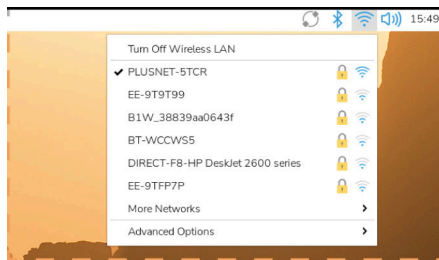 15:49
Turn Off Wireless LAN
PLUSNET-5TCR
EE-9T9T99
B1W_38839aa0643f
BT-WCCWS5
DIRECT-F8-HP DeskJet 2600 series
EE-9TFP7P
More Networks
Advanced Options